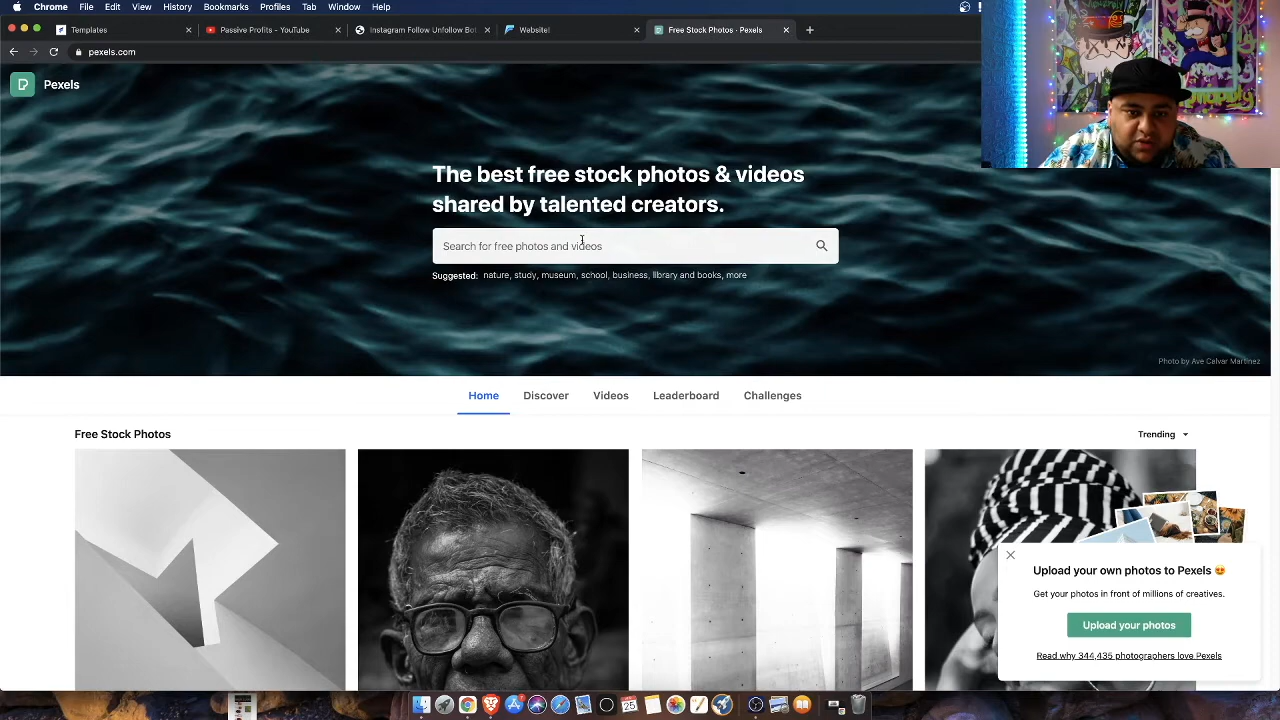 Chrome File Edit View History Bookmarks Profiles Tab Window Help
Templates Passive Profits - YouTube Instagram Follow Unfollow Bot Website! Free Stock Photos · Pexels
pexels.com
Pexels
The best free stock photos & videos
shared by talented creators.
Search for free photos and videos
Suggested: nature, study, museum, school, business, library and books, more
Photo by Ave Calvar Martinez
Home Discover Videos Leaderboard Challenges
Free Stock Photos Trending
Upload your own photos to Pexels 😍
Get your photos in front of millions of creatives.
Upload your photos
Read why 344,435 photographers love Pexels
25